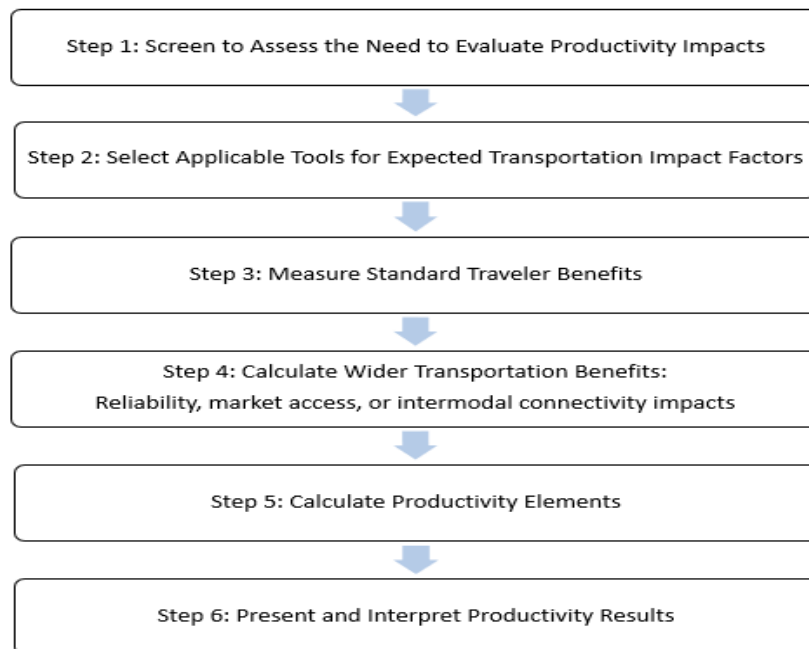 Step 1: Screen to Assess the Need to Evaluate Productivity Impacts
Step 2: Select Applicable Tools for Expected Transportation Impact Factors
Step 3: Measure Standard Traveler Benefits
Step 4: Calculate Wider Transportation Benefits:
Reliability, market access, or intermodal connectivity impacts
Step 5: Calculate Productivity Elements
Step 6: Present and Interpret Productivity Results